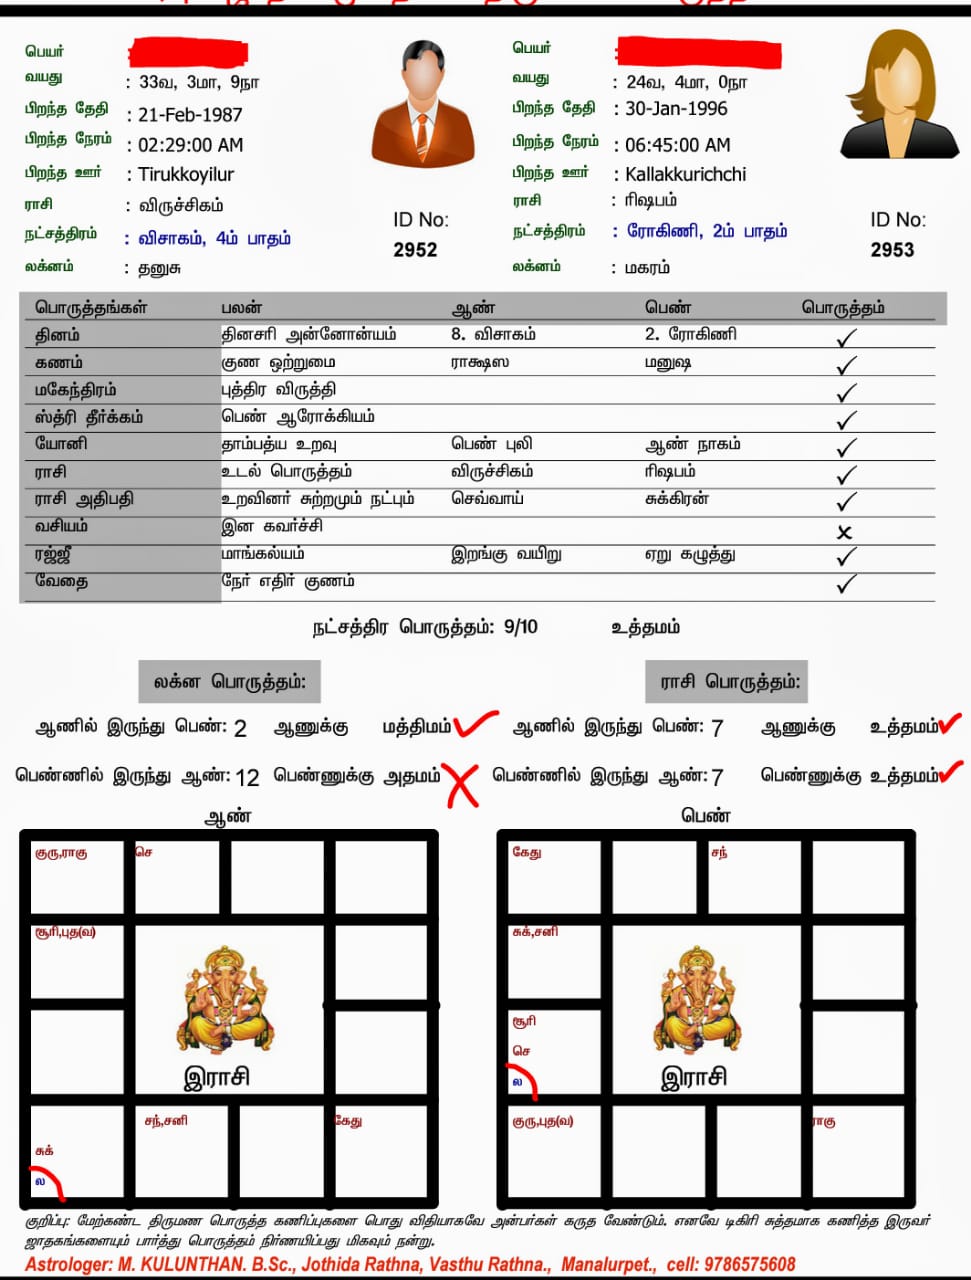 பெயர் :
வயது : 33வ, 3மா, 9நா
பிறந்த தேதி : 21-Feb-1987
பிறந்த நேரம் : 02:29:00 AM
பிறந்த ஊர் : Tirukkoyilur
ராசி : விருச்சிகம்
நட்சத்திரம் : விசாகம், 4ம் பாதம்
லக்னம் : தனுசு
ID No:
2952
பெயர் :
வயது : 24வ, 4மா, 0நா
பிறந்த தேதி : 30-Jan-1996
பிறந்த நேரம் : 06:45:00 AM
பிறந்த ஊர் : Kallakkurichchi
ராசி : ரிஷபம்
நட்சத்திரம் : ரோகிணி, 2ம் பாதம்
லக்னம் : மகரம்
ID No:
2953
பொருத்தங்கள் பலன் ஆண் பெண் பொருத்தம்
தினம் தினசரி அன்னோன்யம் 8. விசாகம் 2. ரோகிணி ✓
கணம் குண ஒற்றுமை ராக்ஷஸ மனுஷ ✓
மகேந்திரம் புத்திர விருத்தி ✓
ஸ்த்ரி தீர்க்கம் பெண் ஆரோக்கியம் ✓
யோனி தாம்பத்ய உறவு பெண் புலி ஆண் நாகம் ✓
ராசி உடல் பொருத்தம் விருச்சிகம் ரிஷபம் ✓
ராசி அதிபதி உறவினர் சுற்றமும் நட்பும் செவ்வாய் சுக்கிரன் ✓
வசியம் இன கவர்ச்சி x
ரஜ்ஜீ மாங்கல்யம் இறங்கு வயிறு ஏறு கழுத்து ✓
வேதை நேர் எதிர் குணம் ✓
நட்சத்திர பொருத்தம்: 9/10 உத்தமம்
லக்ன பொருத்தம்: ராசி பொருத்தம்:
ஆணில் இருந்து பெண்: 2 ஆணுக்கு மத்திமம் ✓ ஆணில் இருந்து பெண்: 7 ஆணுக்கு உத்தமம் ✓
பெண்ணில் இருந்து ஆண்: 12 பெண்ணுக்கு அதமம் X பெண்ணில் இருந்து ஆண்: 7 பெண்ணுக்கு உத்தமம் ✓
ஆண்
குரு,ராகு செ
சூரி,புத(வ)
இராசி
சந்,சனி கேது
சுக்
ல
பெண்
கேது சந்
சுக்,சனி
சூரி
செ
ல
இராசி
குரு,புத(வ) ராகு
குறிப்பு: மேற்கண்ட திருமண பொருத்த கணிப்புகளை பொது விதியாகவே அன்பர்கள் கருத வேண்டும். எனவே டிகிரி சுத்தமாக கணித்த இருவர்
ஜாதகங்களையும் பார்த்து பொருத்தம் நிர்ணயிப்பது மிகவும் நன்று.
Astrologer: M. KULUNTHAN. B.Sc., Jothida Rathna, Vasthu Rathna., Manalurpet., cell: 9786575608